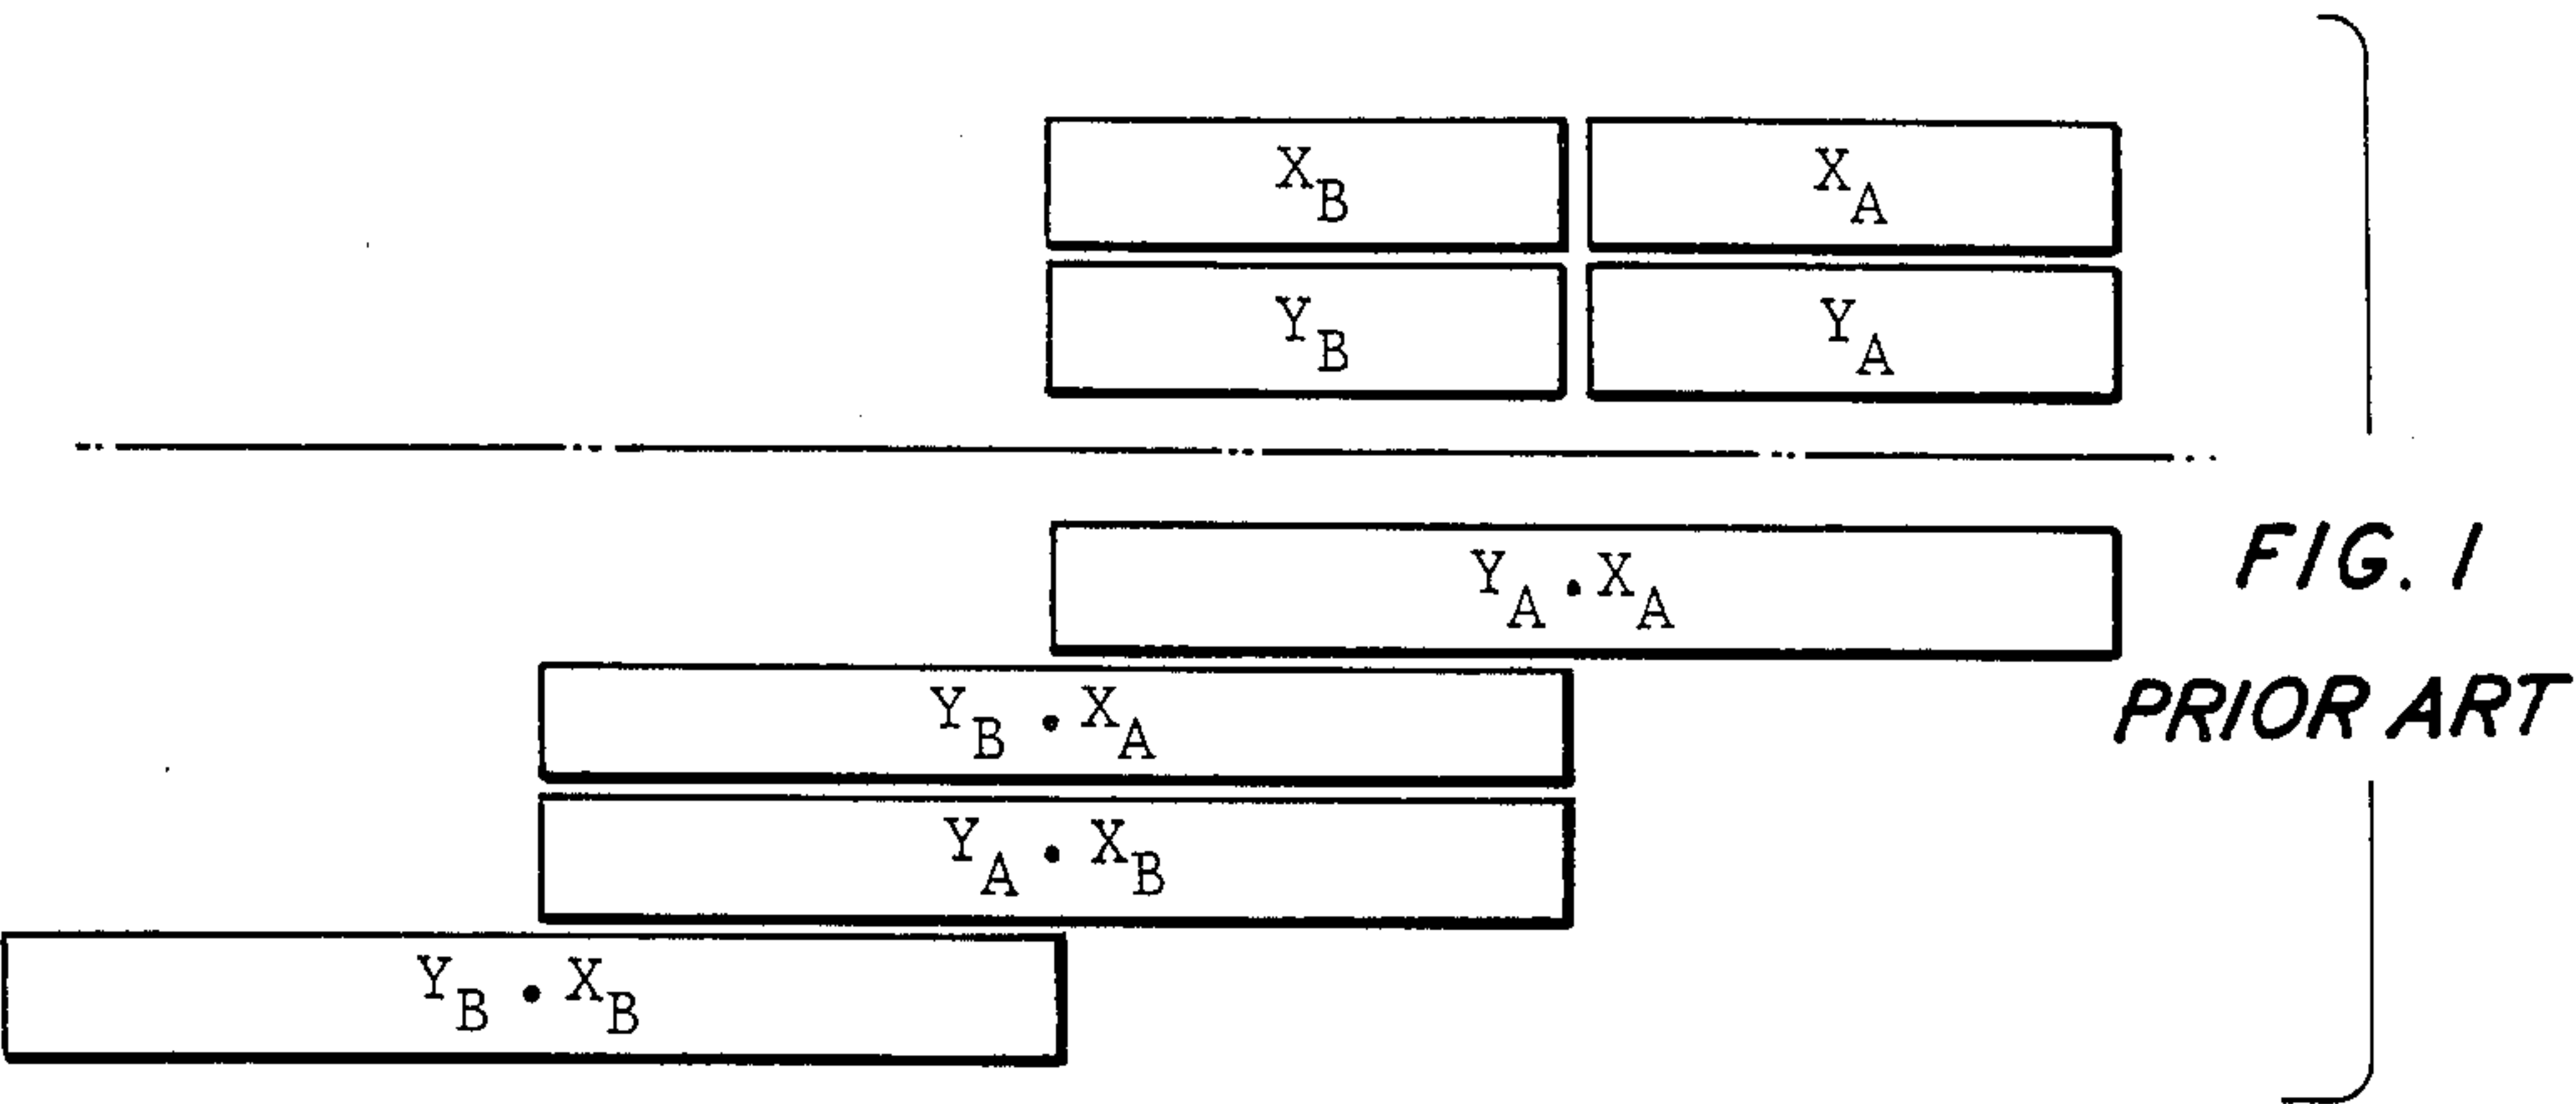 X_B X_A
Y_B Y_A
Y_A · X_A
FIG. 1
Y_B · X_A
PRIOR ART
Y_A · X_B
Y_B · X_B